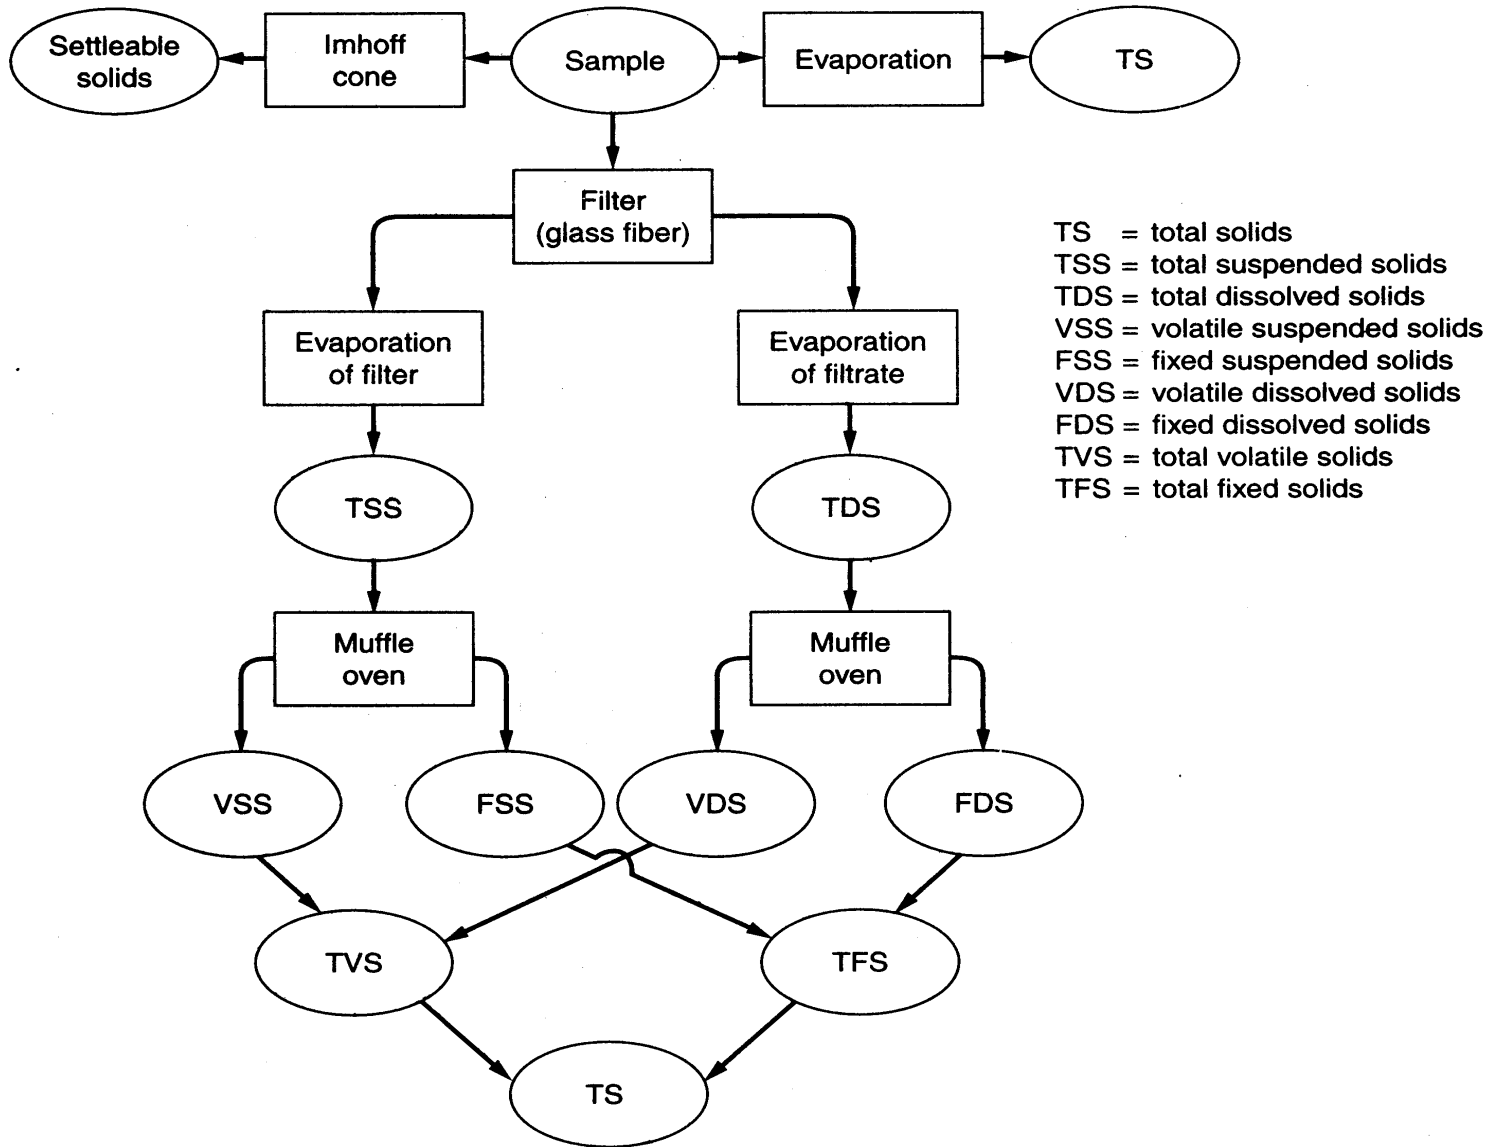 Settleable
solids
Imhoff
cone
Sample
Evaporation
TS
Filter
(glass fiber)
TS = total solids
TSS = total suspended solids
TDS = total dissolved solids
VSS = volatile suspended solids
FSS = fixed suspended solids
VDS = volatile dissolved solids
FDS = fixed dissolved solids
TVS = total volatile solids
TFS = total fixed solids
Evaporation
of filter
Evaporation
of filtrate
TSS
TDS
Muffle
oven
Muffle
oven
VSS
FSS
VDS
FDS
TVS
TFS
TS